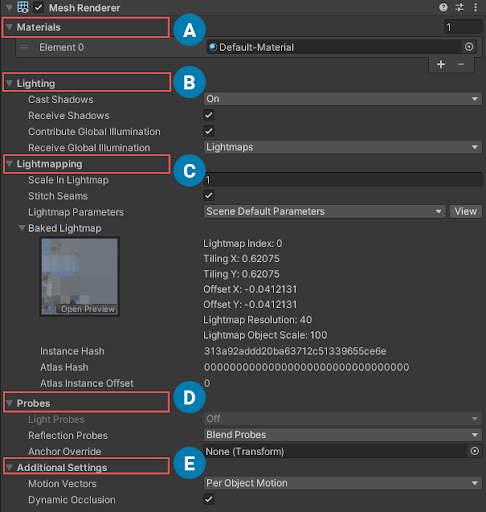 Mesh Renderer
Materials A 1
Element 0 Default-Material
+ −
Lighting B
Cast Shadows On
Receive Shadows
Contribute Global Illumination
Receive Global Illumination Lightmaps
Lightmapping C
Scale In Lightmap 1
Stitch Seams
Lightmap Parameters Scene Default Parameters View
Baked Lightmap
Lightmap Index: 0
Tiling X: 0.62075
Tiling Y: 0.62075
Offset X: -0.0412131
Offset Y: -0.0412131
Open Preview
Lightmap Resolution: 40
Lightmap Object Scale: 100
Instance Hash 313a92addd20ba63712c51339655ce6e
Atlas Hash 00000000000000000000000000000000
Atlas Instance Offset 0
Probes D
Light Probes Off
Reflection Probes Blend Probes
Anchor Override None (Transform)
Additional Settings E
Motion Vectors Per Object Motion
Dynamic Occlusion